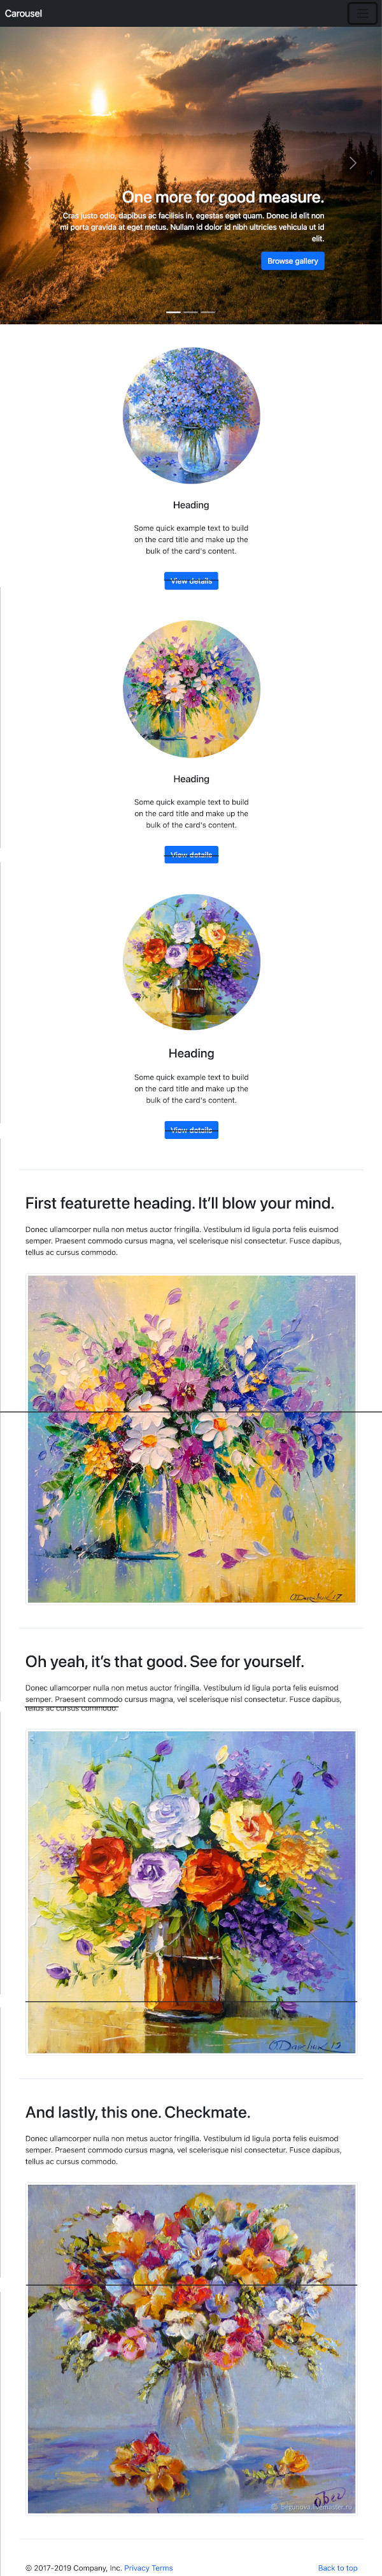 Carousel
One more for good measure.
Cras justo odio, dapibus ac facilisis in, egestas eget quam. Donec id elit non
mi porta gravida at eget metus. Nullam id dolor id nibh ultricies vehicula ut id
elit.
Browse gallery
Heading
Some quick example text to build
on the card title and make up the
bulk of the card's content.
View details
Heading
Some quick example text to build
on the card title and make up the
bulk of the card's content.
View details
Heading
Some quick example text to build
on the card title and make up the
bulk of the card's content.
View details
First featurette heading. It'll blow your mind.
Donec ullamcorper nulla non metus auctor fringilla. Vestibulum id ligula porta felis euismod
semper. Praesent commodo cursus magna, vel scelerisque nisl consectetur. Fusce dapibus,
tellus ac cursus commodo.
Oh yeah, it's that good. See for yourself.
Donec ullamcorper nulla non metus auctor fringilla. Vestibulum id ligula porta felis euismod
semper. Praesent commodo cursus magna, vel scelerisque nisl consectetur. Fusce dapibus,
tellus ac cursus commodo.
And lastly, this one. Checkmate.
Donec ullamcorper nulla non metus auctor fringilla. Vestibulum id ligula porta felis euismod
semper. Praesent commodo cursus magna, vel scelerisque nisl consectetur. Fusce dapibus,
tellus ac cursus commodo.
© 2017-2019 Company, Inc. Privacy Terms
Back to top